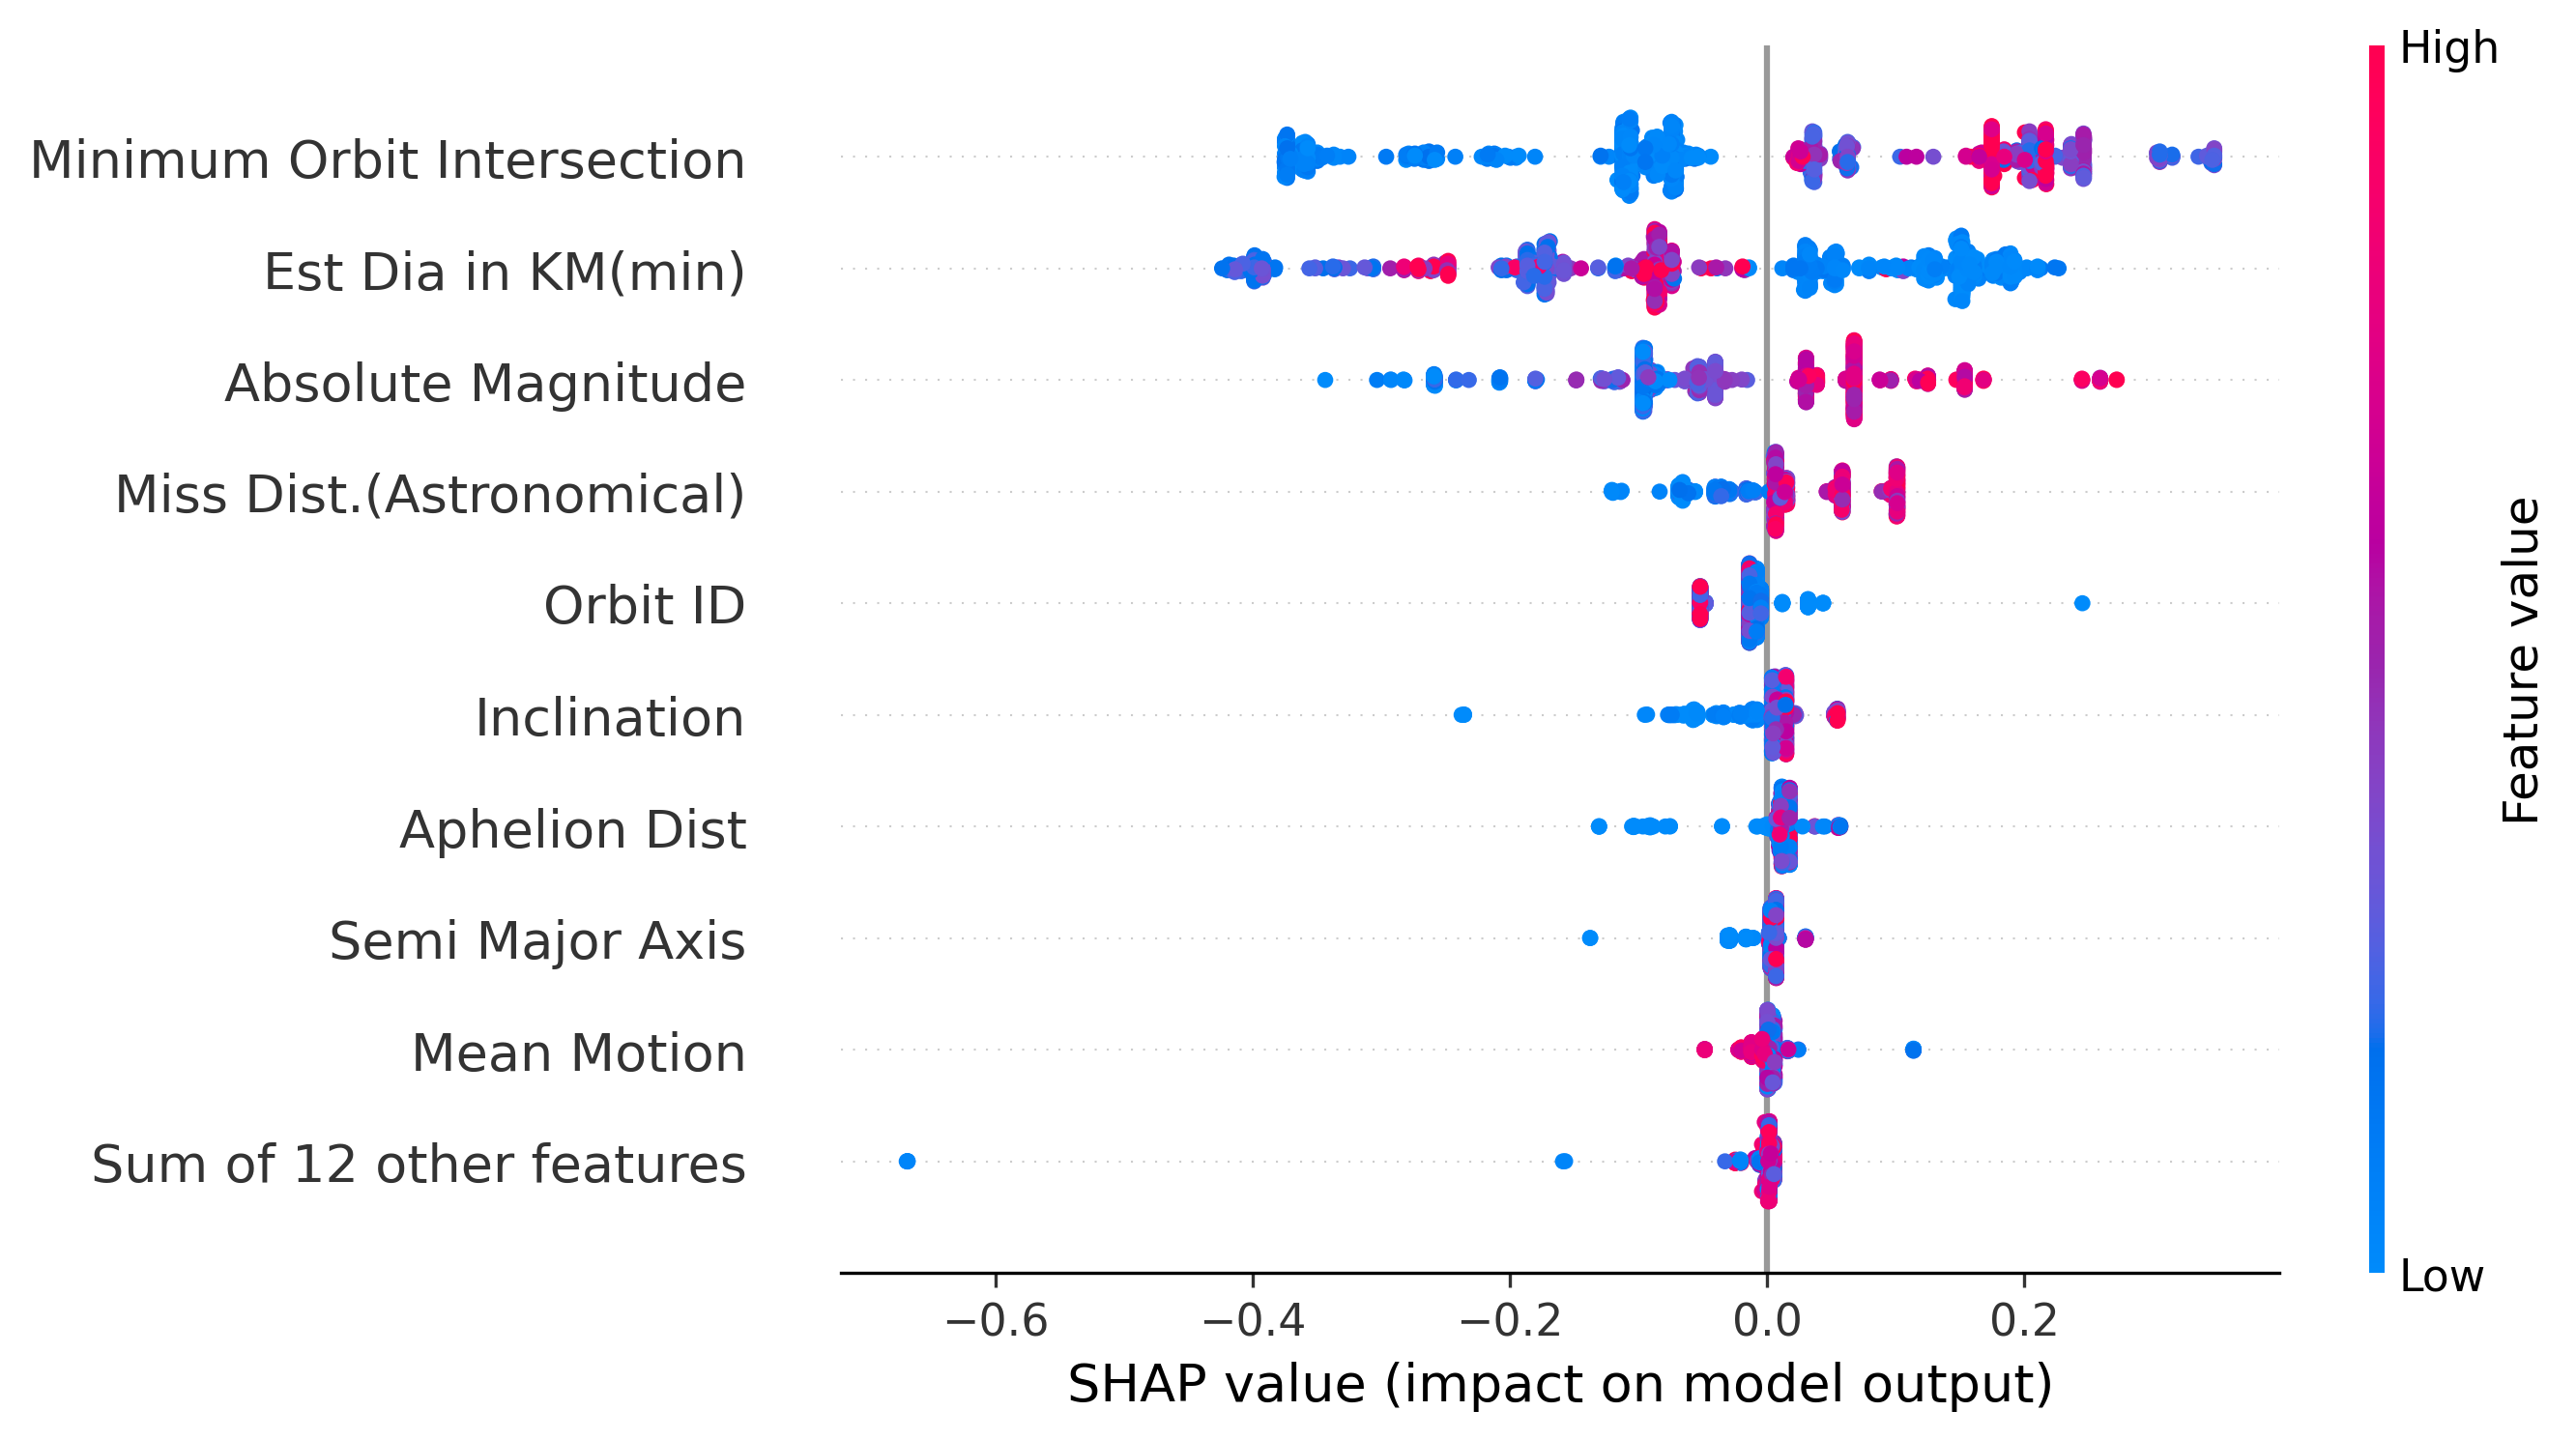 High
Minimum Orbit Intersection
Est Dia in KM(min)
Absolute Magnitude
Miss Dist.(Astronomical)
Orbit ID
Inclination
Aphelion Dist
Semi Major Axis
Mean Motion
Sum of 12 other features
Feature value
Low
−0.6 −0.4 −0.2 0.0 0.2
SHAP value (impact on model output)